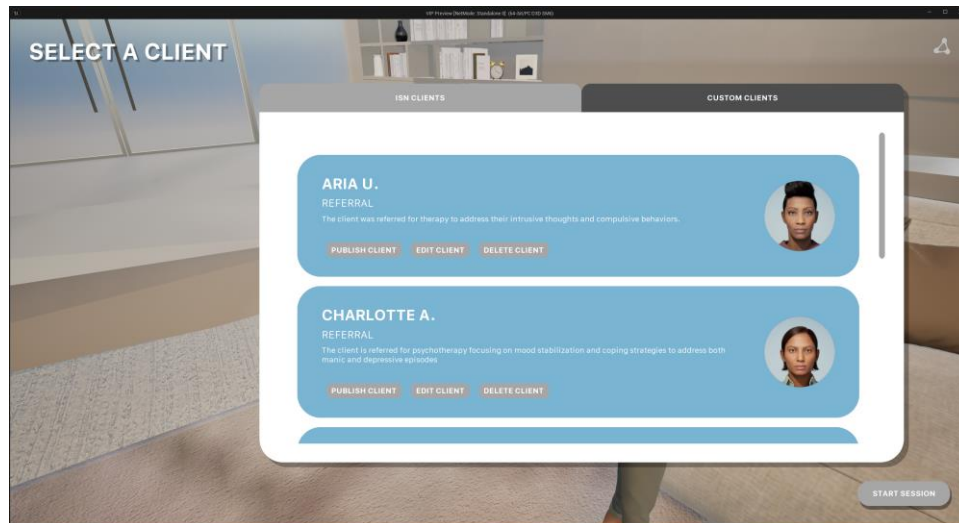 SELECT A CLIENT
ISN CLIENTS
CUSTOM CLIENTS
ARIA U.
REFERRAL
The client was referred for therapy to address their intrusive thoughts and compulsive behaviors.
PUBLISH CLIENT EDIT CLIENT DELETE CLIENT
CHARLOTTE A.
REFERRAL
The client is referred for psychotherapy focusing on mood stabilization and coping strategies to address both
manic and depressive episodes
PUBLISH CLIENT EDIT CLIENT DELETE CLIENT
START SESSION